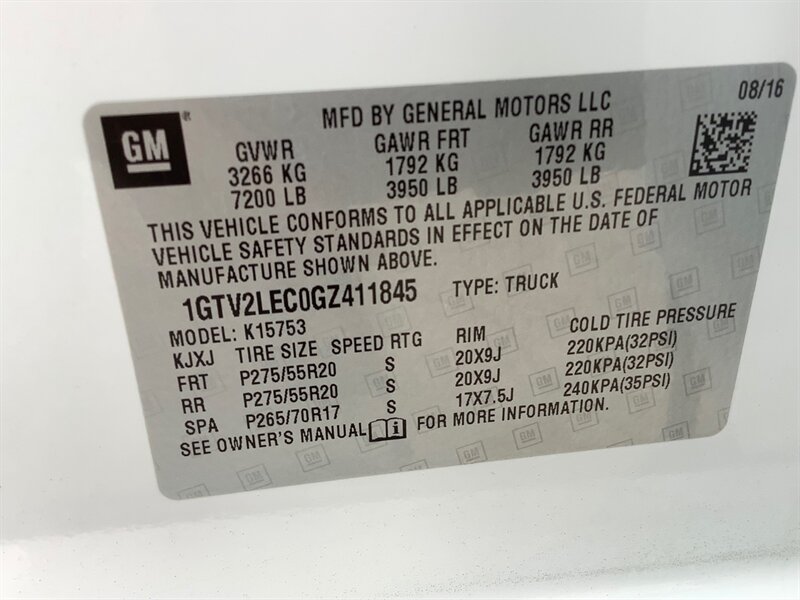 08/16
MFD BY GENERAL MOTORS LLC
GM®
GVWR GAWR FRT GAWR RR
3266 KG 1792 KG 1792 KG
7200 LB 3950 LB 3950 LB
THIS VEHICLE CONFORMS TO ALL APPLICABLE U.S. FEDERAL MOTOR
VEHICLE SAFETY STANDARDS IN EFFECT ON THE DATE OF
MANUFACTURE SHOWN ABOVE.
1GTV2LEC0GZ411845 TYPE: TRUCK
MODEL: K15753
KJXJ TIRE SIZE SPEED RTG RIM COLD TIRE PRESSURE
FRT P275/55R20 S 20X9J 220KPA(32PSI)
RR P275/55R20 S 20X9J 220KPA(32PSI)
SPA P265/70R17 S 17X7.5J 240KPA(35PSI)
SEE OWNER'S MANUAL i FOR MORE INFORMATION.